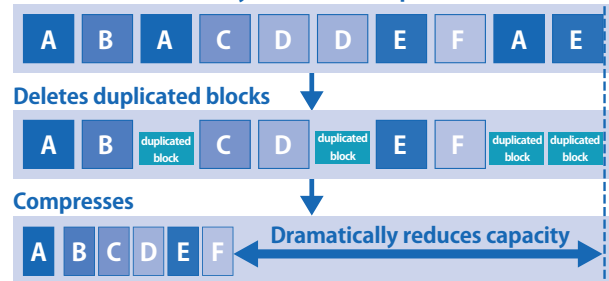 A B A C D D E F A E
Deletes duplicated blocks
A B duplicated block C D duplicated block E F duplicated block duplicated block
Compresses
A B C D E F Dramatically reduces capacity